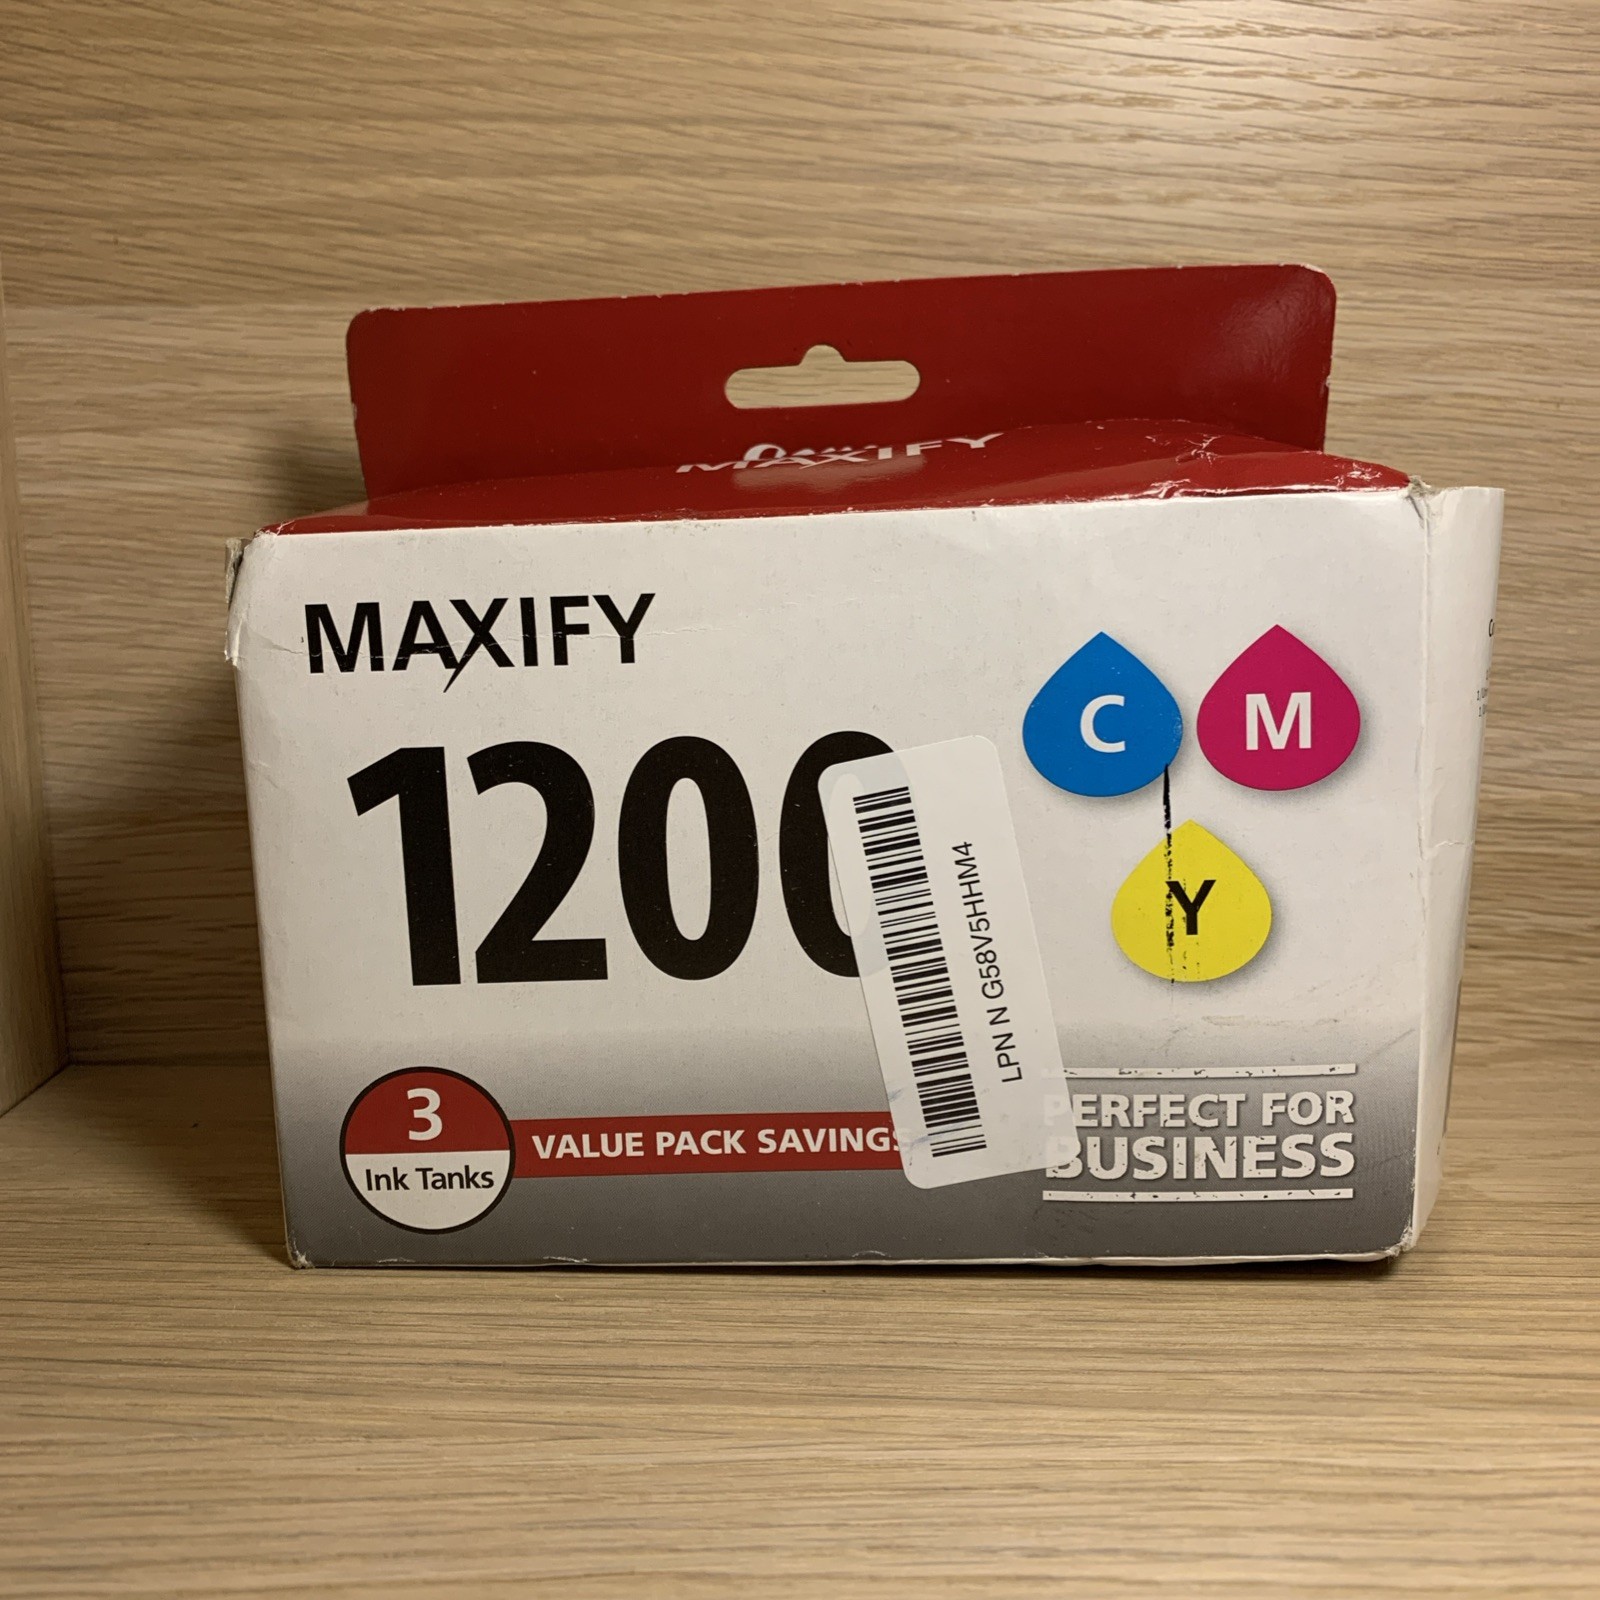 MAXIFY
MAXIFY
1200
C
M
Y
LPN N G58V5HHM4
3
Ink Tanks
VALUE PACK SAVINGS
PERFECT FOR
BUSINESS